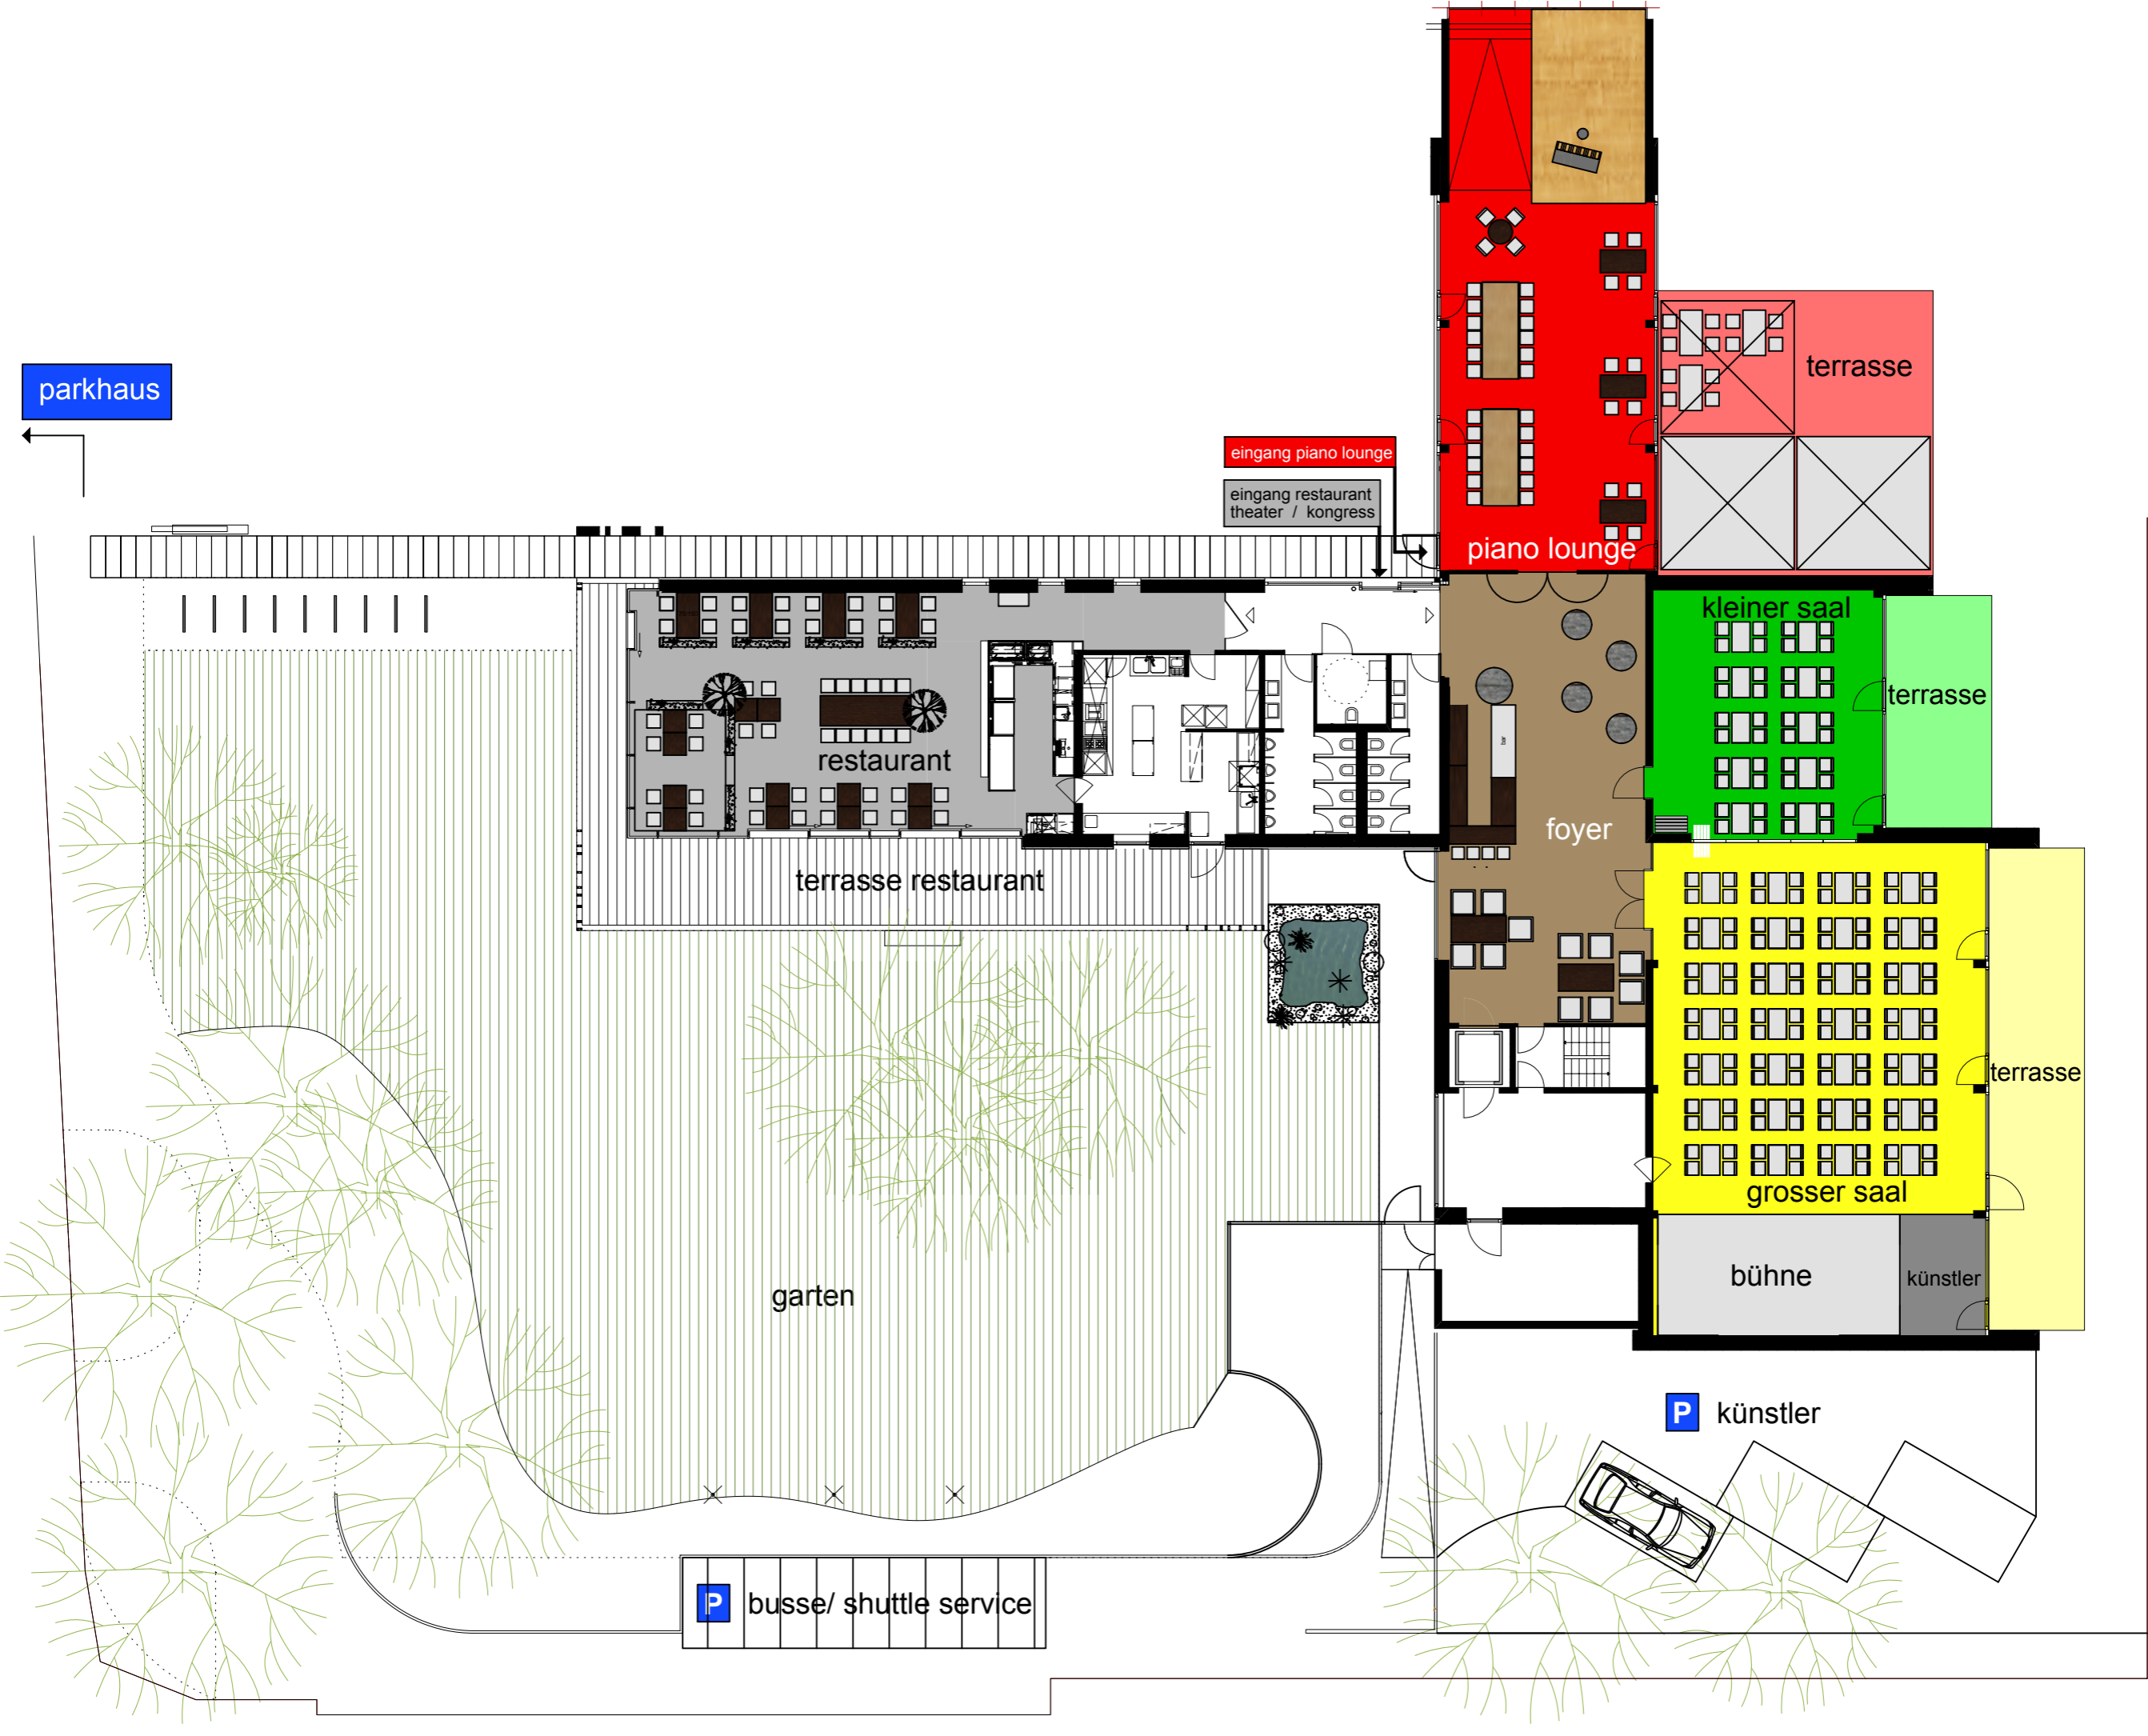 parkhaus
terrasse
eingang piano lounge
eingang restaurant
theater / kongress
piano lounge
kleiner saal
terrasse
restaurant
bar
foyer
terrasse restaurant
terrasse
grosser saal
bühne
künstler
garten
P künstler
P busse/ shuttle service